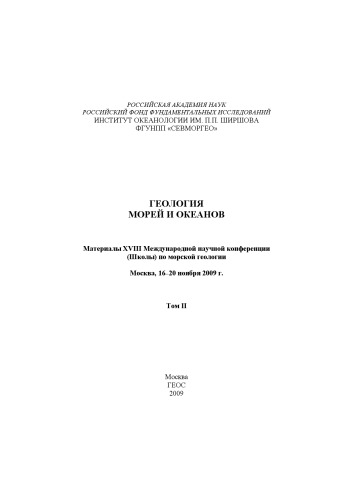 РОССИЙСКАЯ АКАДЕМИЯ НАУК
РОССИЙСКИЙ ФОНД ФУНДАМЕНТАЛЬНЫХ ИССЛЕДОВАНИЙ
ИНСТИТУТ ОКЕАНОЛОГИИ ИМ. П.П. ШИРШОВА
ФГУНПП «СЕВМОРГЕО»
ГЕОЛОГИЯ
МОРЕЙ И ОКЕАНОВ
Материалы XVIII Международной научной конференции
(Школы) по морской геологии
Москва, 16–20 ноября 2009 г.
Том II
Москва
ГЕОС
2009